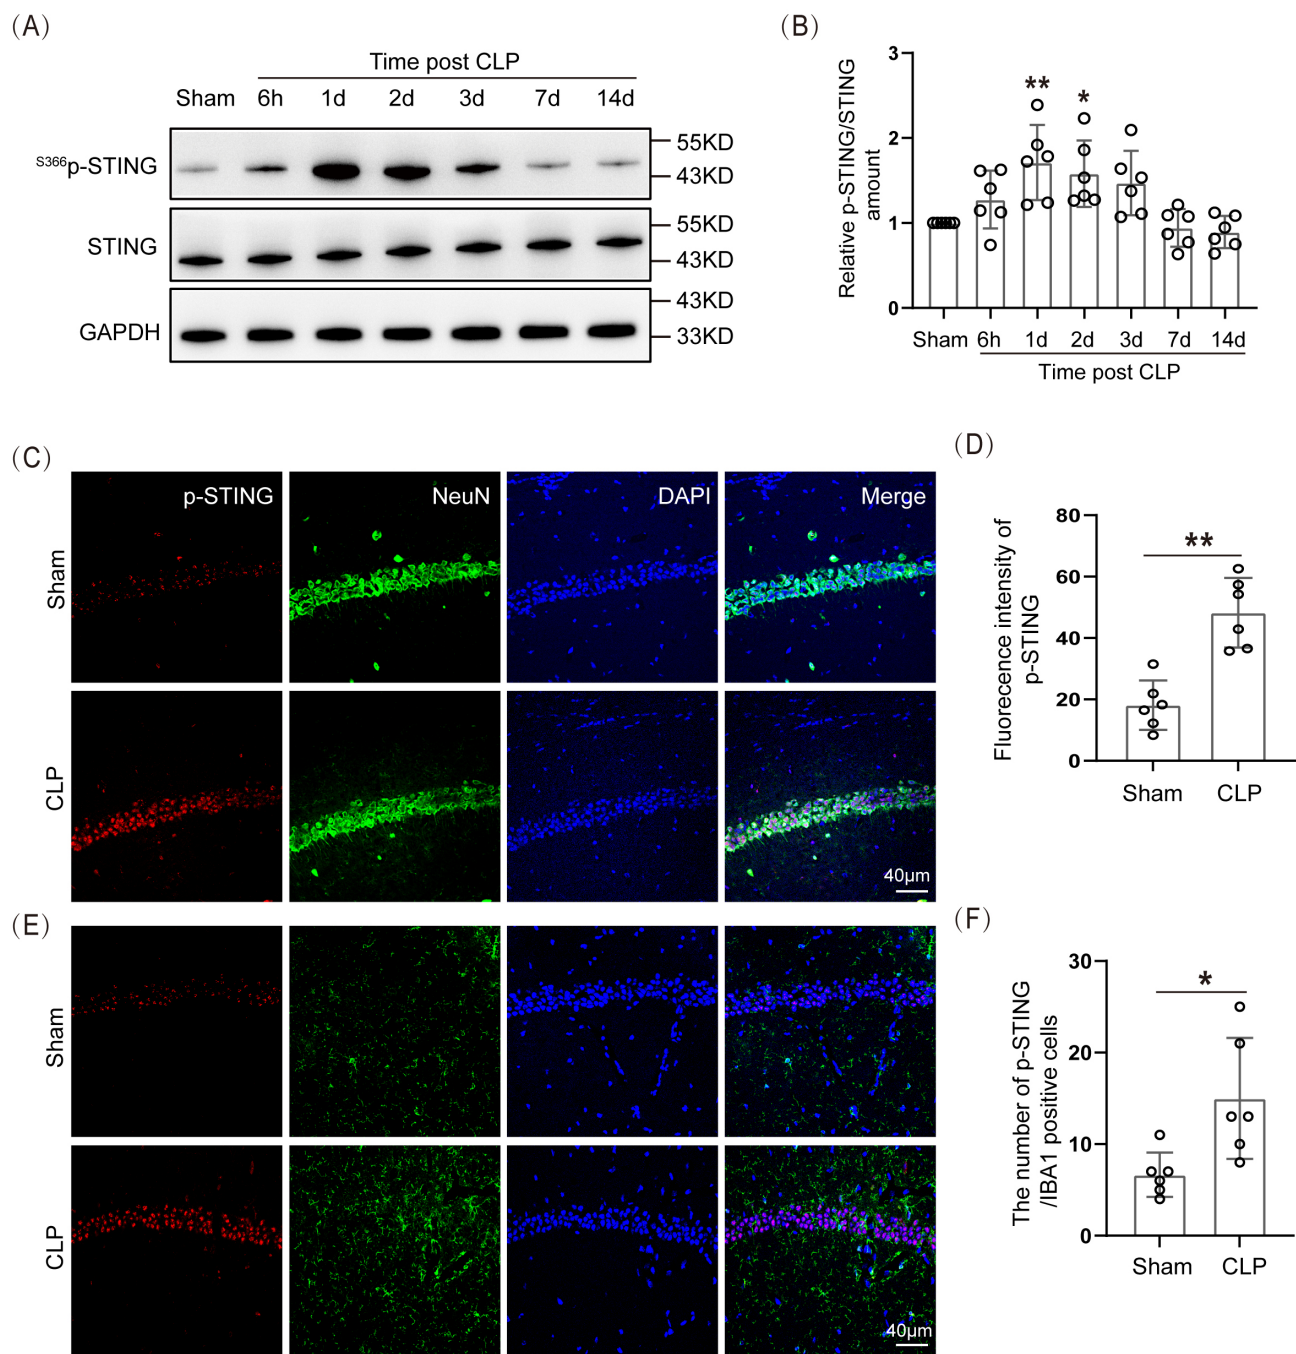 (A)
Time post CLP
Sham 6h 1d 2d 3d 7d 14d
S366p-STING
55KD
43KD
STING
55KD
43KD
GAPDH
43KD
33KD
(B)
Relative p-STING/STING
amount
3
2
1
0
** *
Sham 6h 1d 2d 3d 7d 14d
Time post CLP
(C)
p-STING NeuN DAPI Merge
Sham
CLP
40μm
(D)
Fluorecence intensity of
p-STING
80
60
40
20
0
**
Sham CLP
(E)
Sham
CLP
40μm
(F)
The number of p-STING
/IBA1 positive cells
30
20
10
0
*
Sham CLP